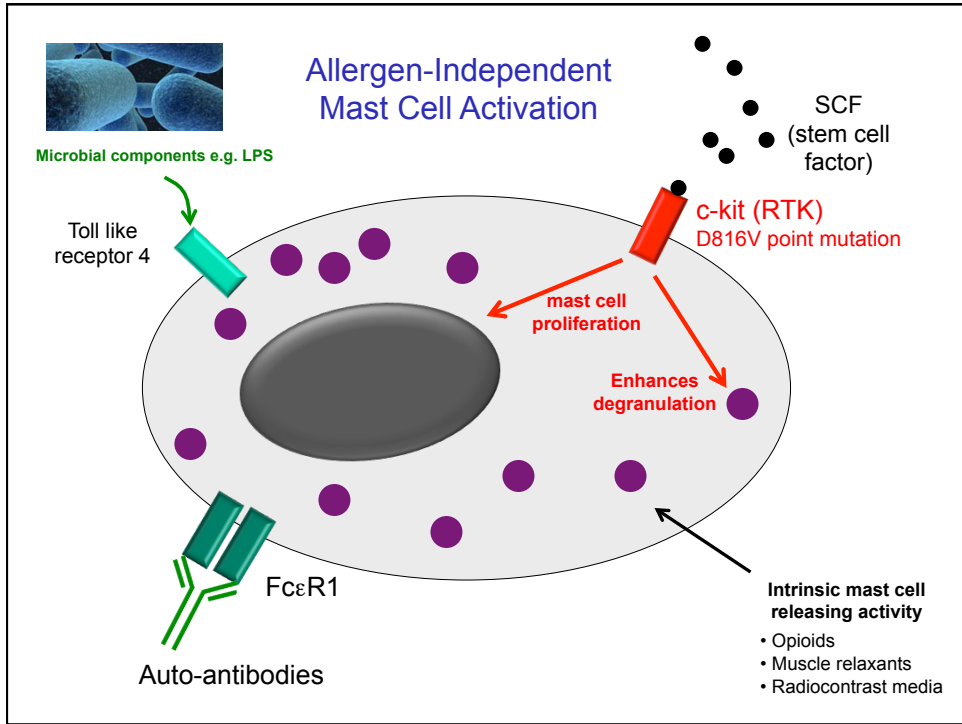 Allergen-Independent
Mast Cell Activation
Microbial components e.g. LPS
Toll like
receptor 4
SCF
(stem cell
factor)
c-kit (RTK)
D816V point mutation
mast cell
proliferation
Enhances
degranulation
FcεR1
Auto-antibodies
Intrinsic mast cell
releasing activity
• Opioids
• Muscle relaxants
• Radiocontrast media